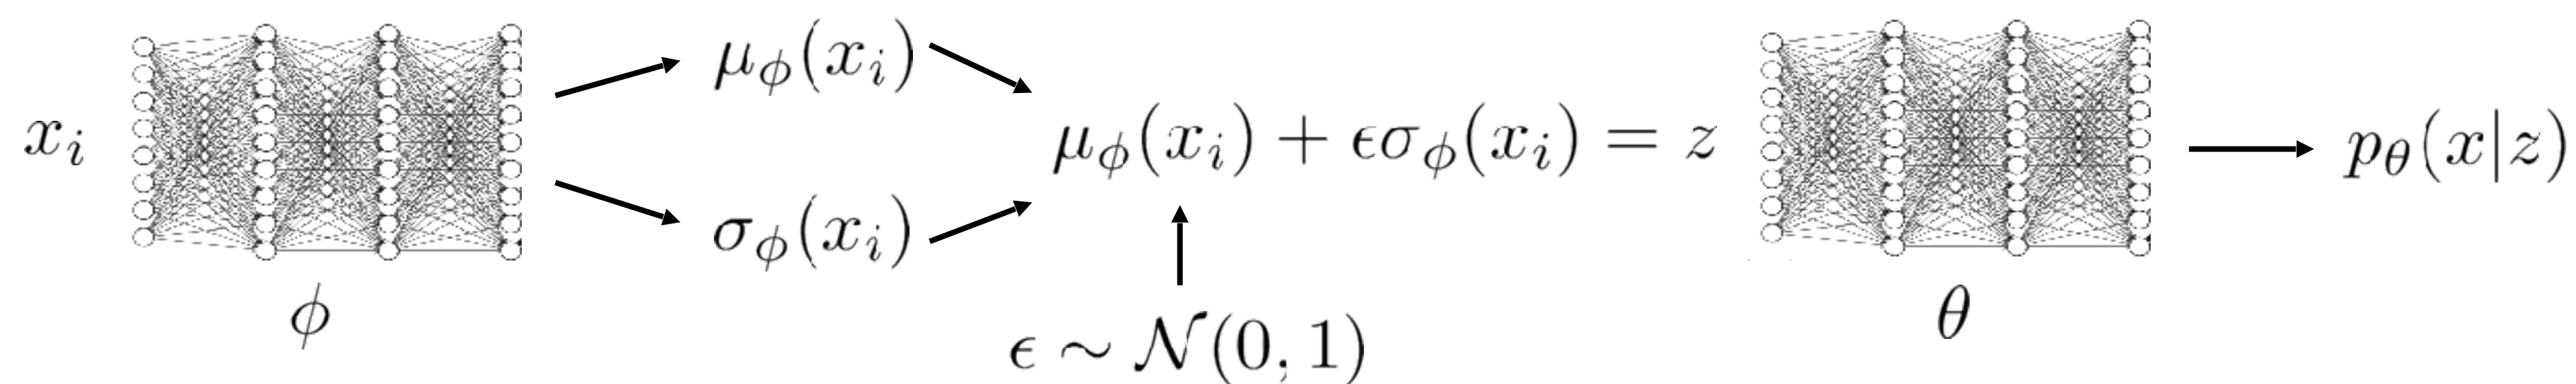 x_i
ϕ
μ_ϕ(x_i)
σ_ϕ(x_i)
μ_ϕ(x_i) + ϵσ_ϕ(x_i) = z
ϵ ∼ 𝒩(0, 1)
θ
p_θ(x|z)